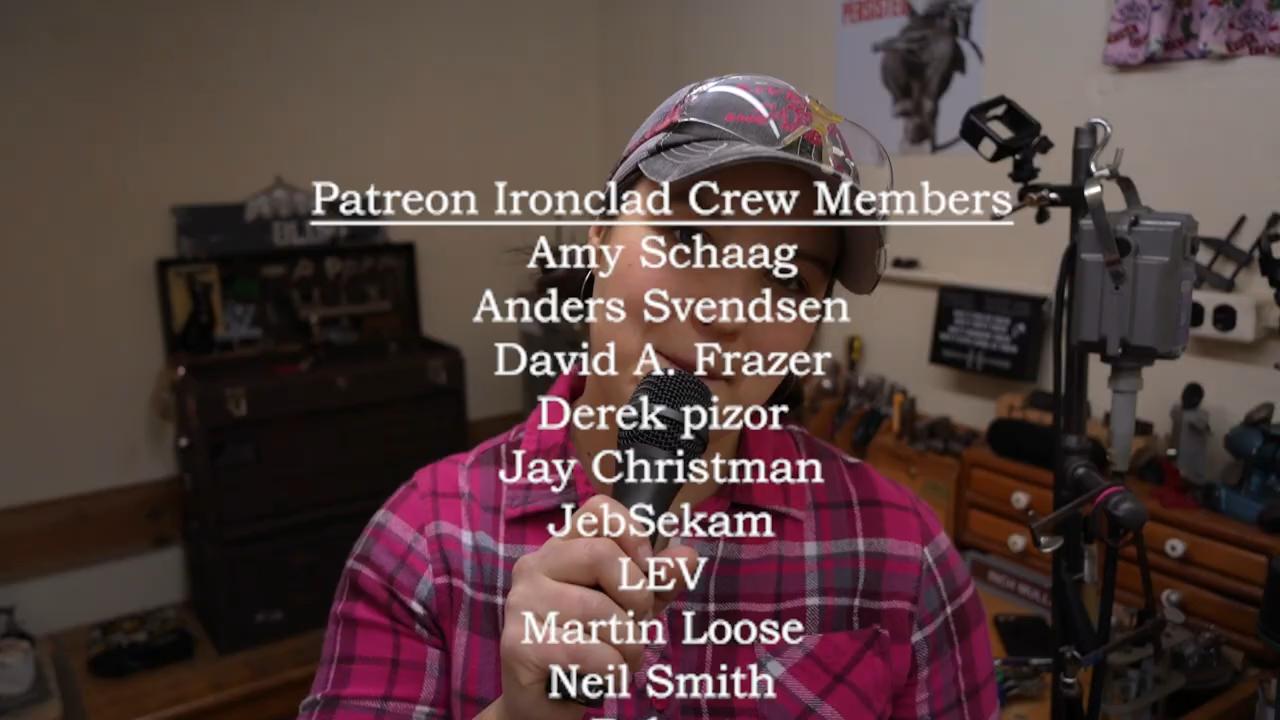 PERSISTEN
Patreon Ironclad Crew Members
Amy Schaag
Anders Svendsen
David A. Frazer
Derek pizor
Jay Christman
JebSekam
LEV
Martin Loose
Neil Smith